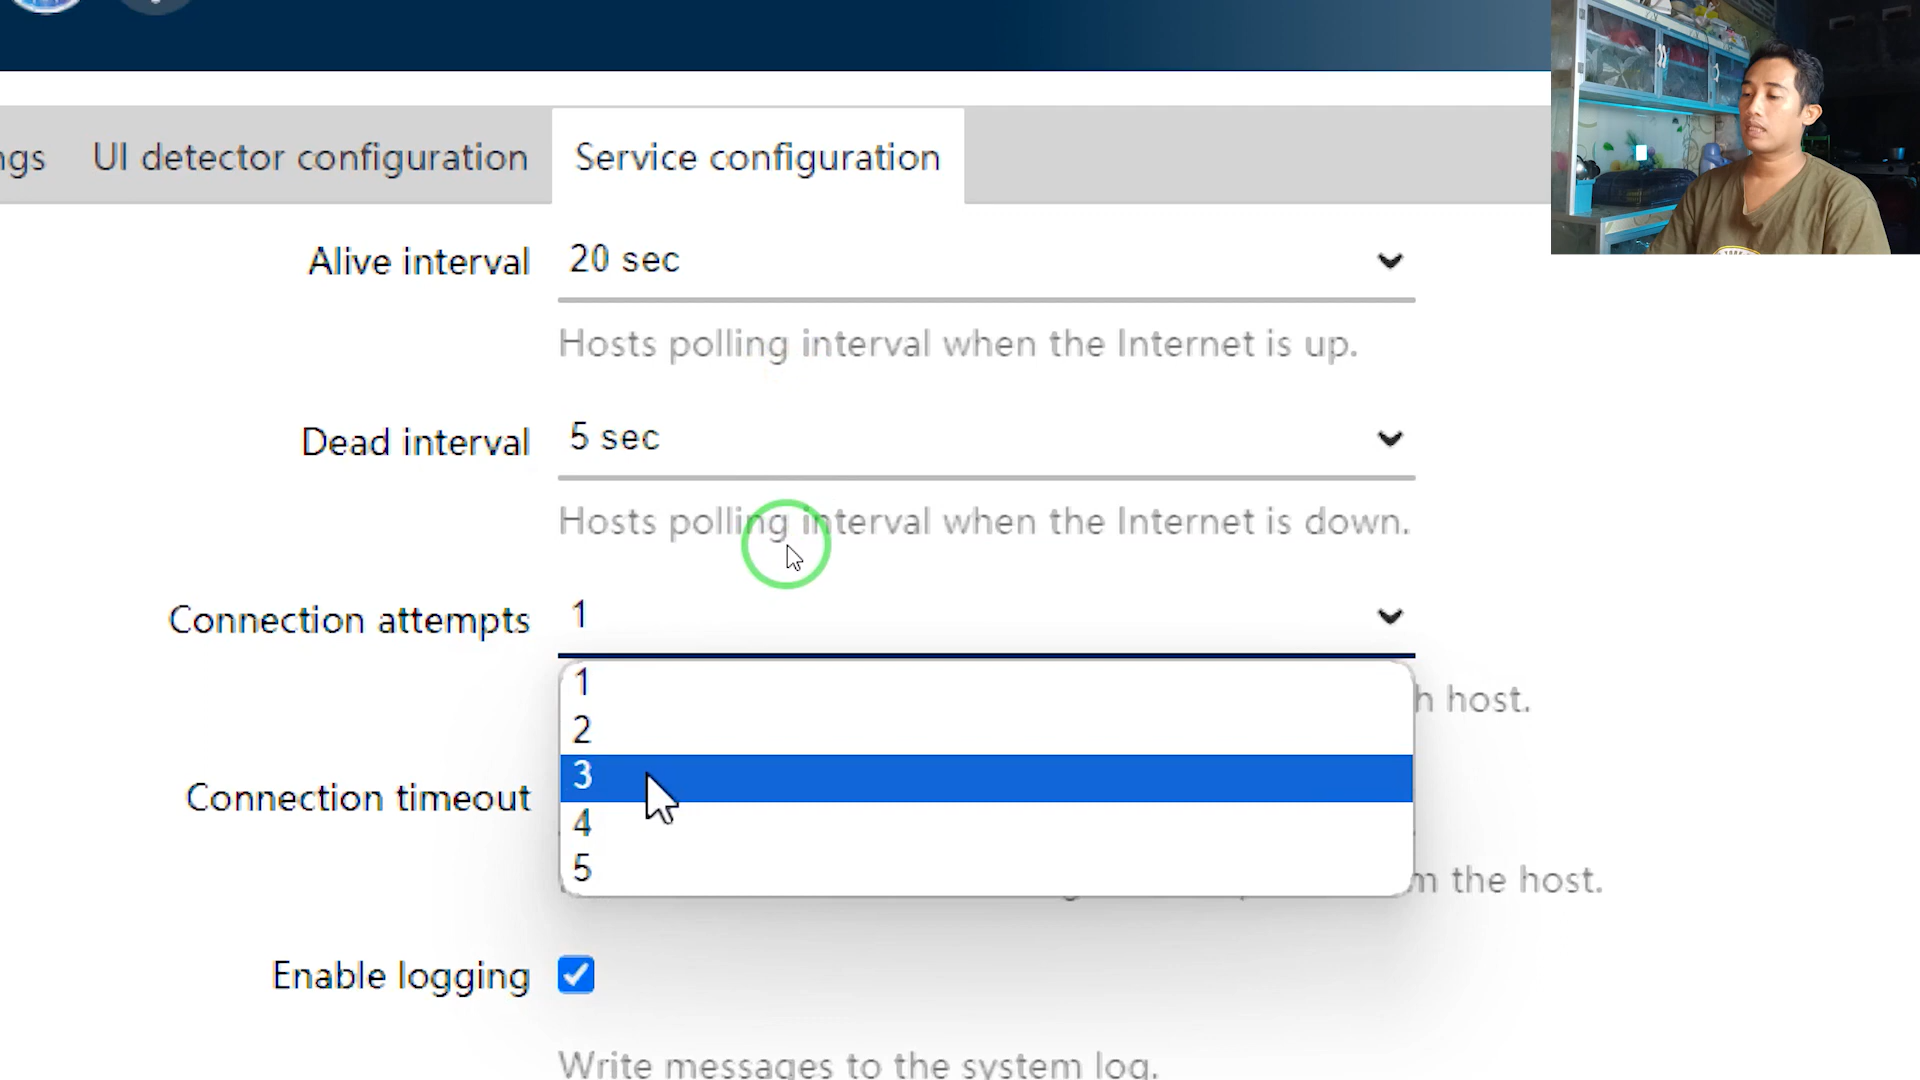 UI detector configuration
Service configuration
Alive interval
20 sec
Hosts polling interval when the Internet is up.
Dead interval
5 sec
Hosts polling interval when the Internet is down.
Connection attempts
1
1
2
3
4
5
host.
Connection timeout
the host.
Enable logging
Write messages to the system log.